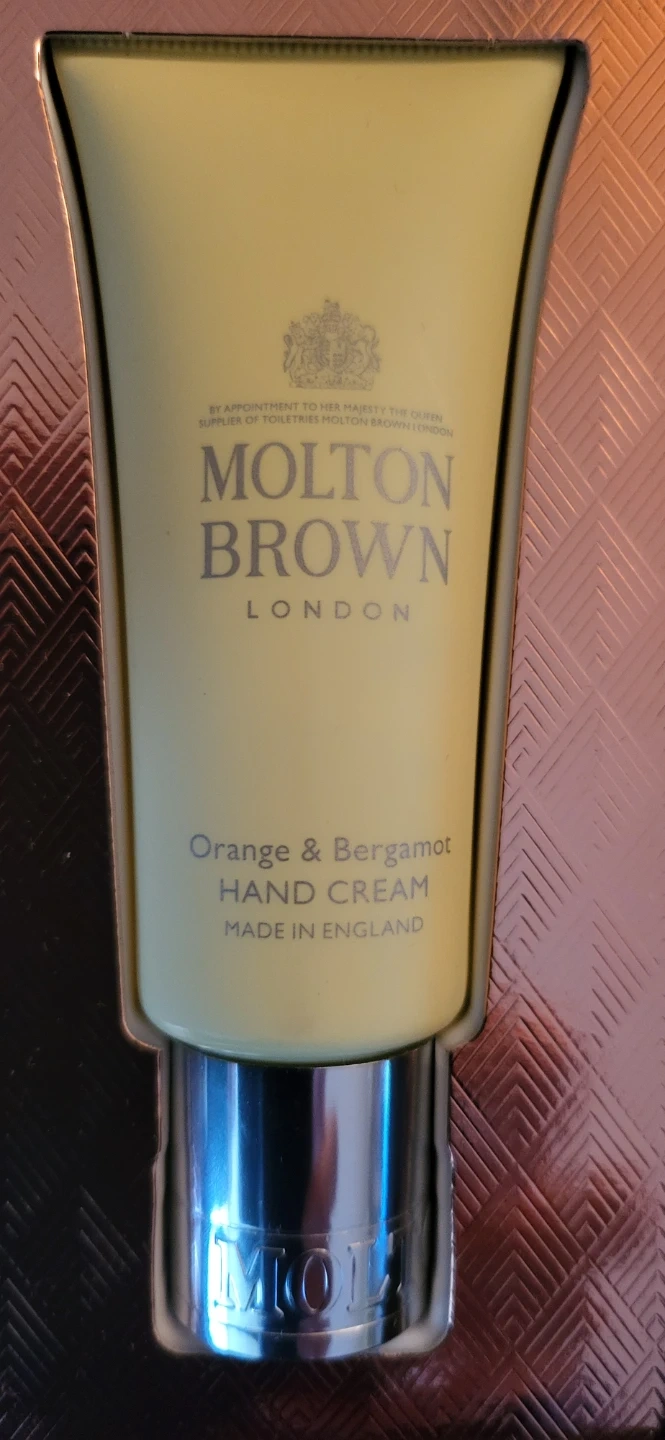 BY APPOINTMENT TO HER MAJESTY THE QUEEN
SUPPLIER OF TOILETRIES MOLTON BROWN LONDON
MOLTON
BROWN
LONDON
Orange & Bergamot
HAND CREAM
MADE IN ENGLAND
MOLT